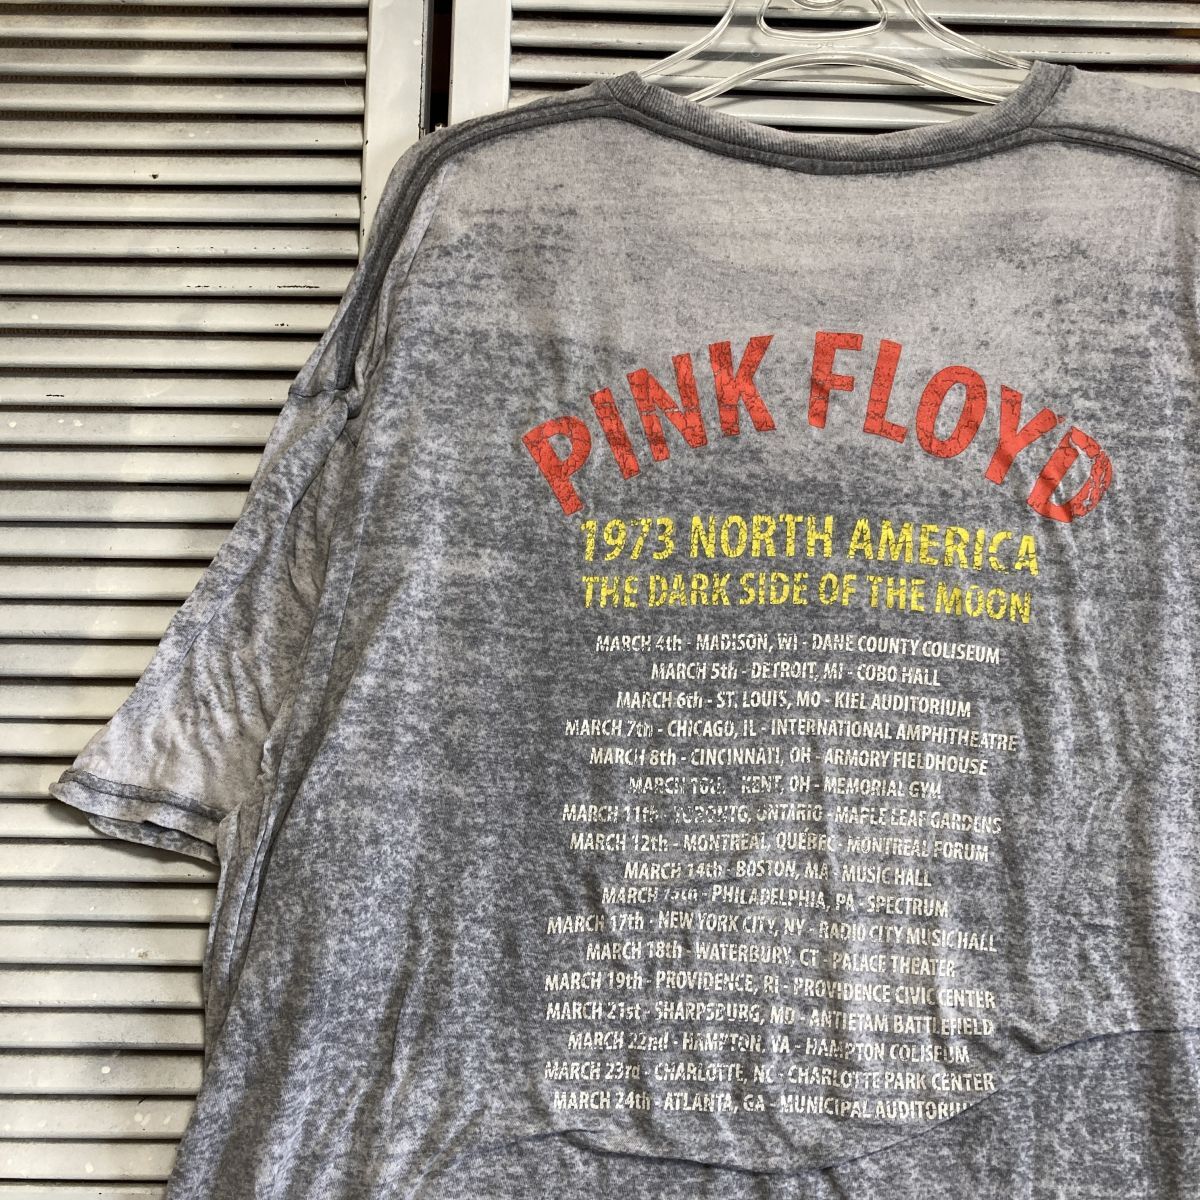 PINK FLOYD
1973 NORTH AMERICA
THE DARK SIDE OF THE MOON
MARCH 4th - MADISON, WI - DANE COUNTY COLISEUM
MARCH 5th - DETROIT, MI - COBO HALL
MARCH 6th - ST. LOUIS, MO - KIEL AUDITORIUM
MARCH 7th - CHICAGO, IL - INTERNATIONAL AMPHITHEATRE
MARCH 8th - CINCINNATI, OH - ARMORY FIELDHOUSE
MARCH 10th - KENT, OH - MEMORIAL GYM
MARCH 11th - TORONTO, ONTARIO - MAPLE LEAF GARDENS
MARCH 12th - MONTREAL, QUÉBEC - MONTREAL FORUM
MARCH 14th - BOSTON, MA - MUSIC HALL
MARCH 15th - PHILADELPHIA, PA - SPECTRUM
MARCH 17th - NEW YORK CITY, NY - RADIO CITY MUSIC HALL
MARCH 18th - WATERBURY, CT - PALACE THEATER
MARCH 19th - PROVIDENCE, RI - PROVIDENCE CIVIC CENTER
MARCH 21st - SHARPSBURG, MD - ANTIETAM BATTLEFIELD
MARCH 22nd - HAMPTON, VA - HAMPTON COLISEUM
MARCH 23rd - CHARLOTTE, NC - CHARLOTTE PARK CENTER
MARCH 24th - ATLANTA, GA - MUNICIPAL AUDITORIUM